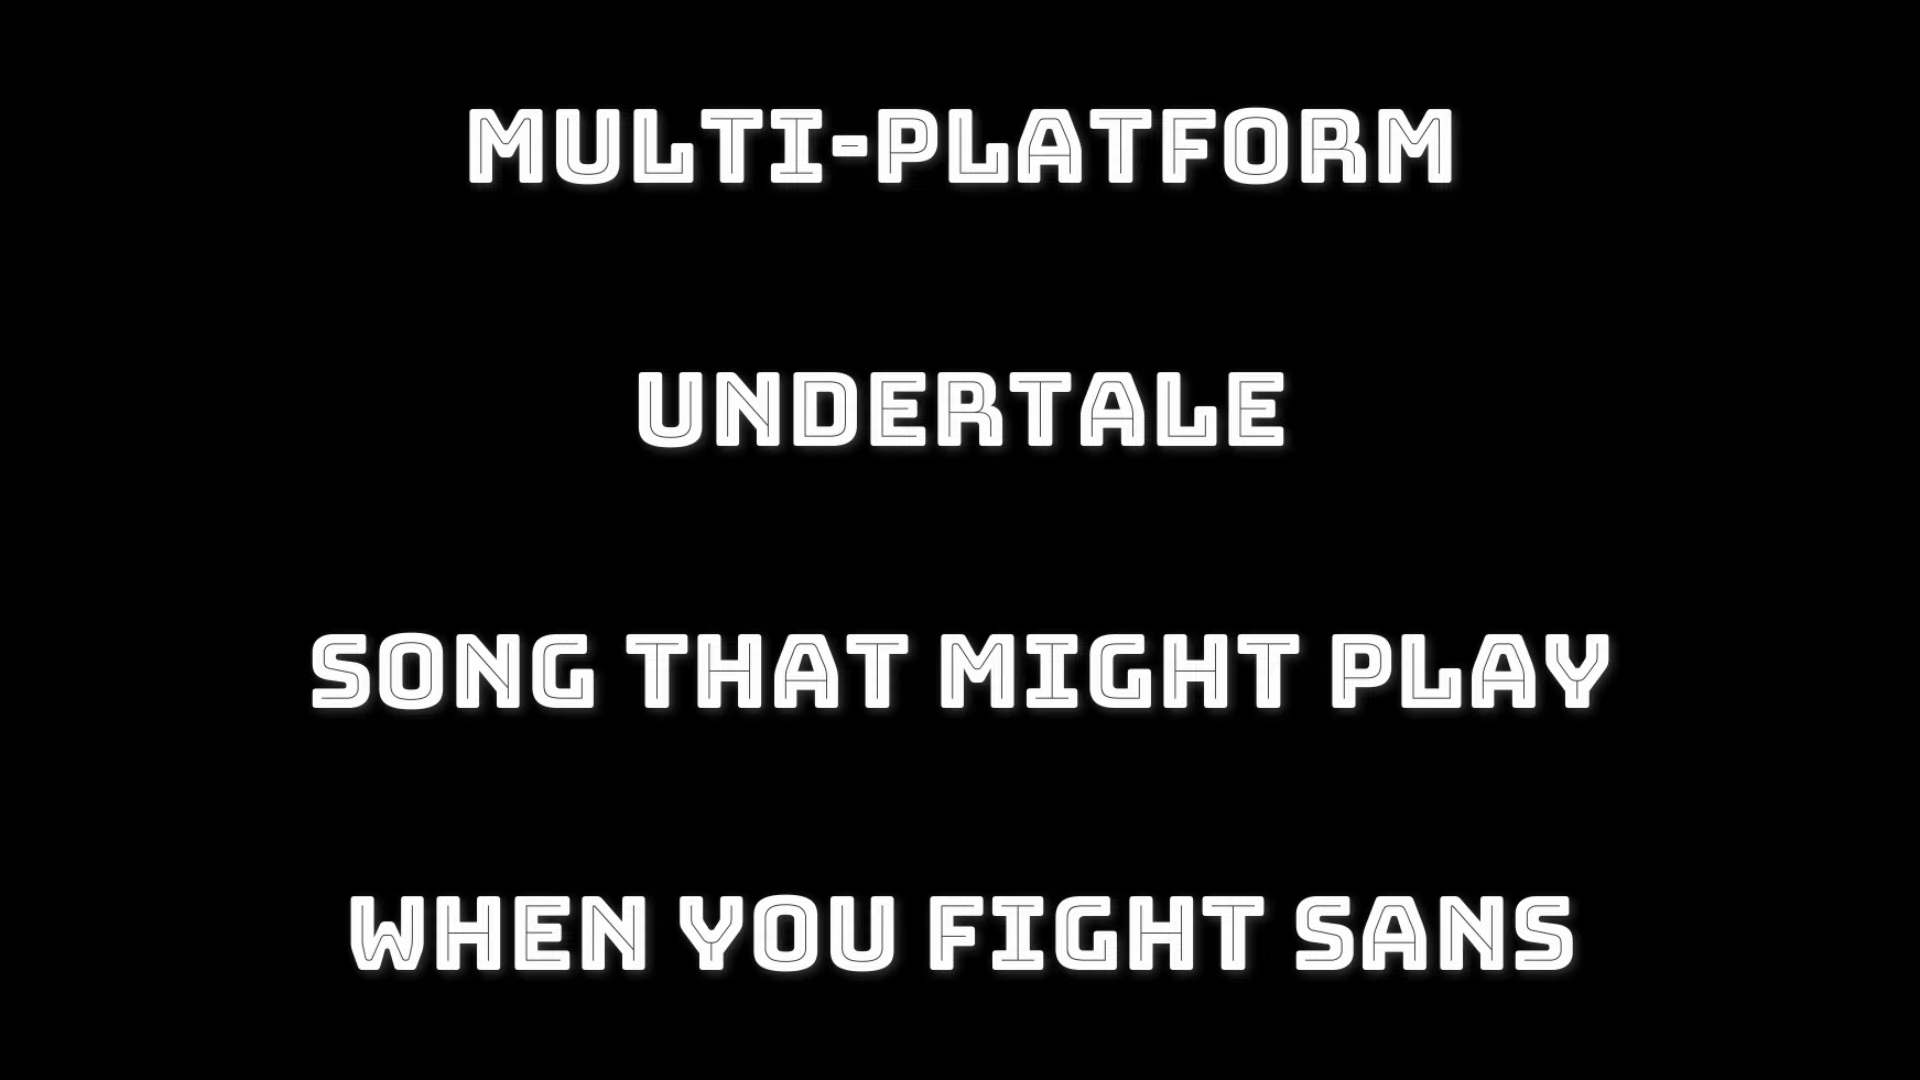 MULTI-PLATFORM
UNDERTALE
SONG THAT MIGHT PLAY
WHEN YOU FIGHT SANS